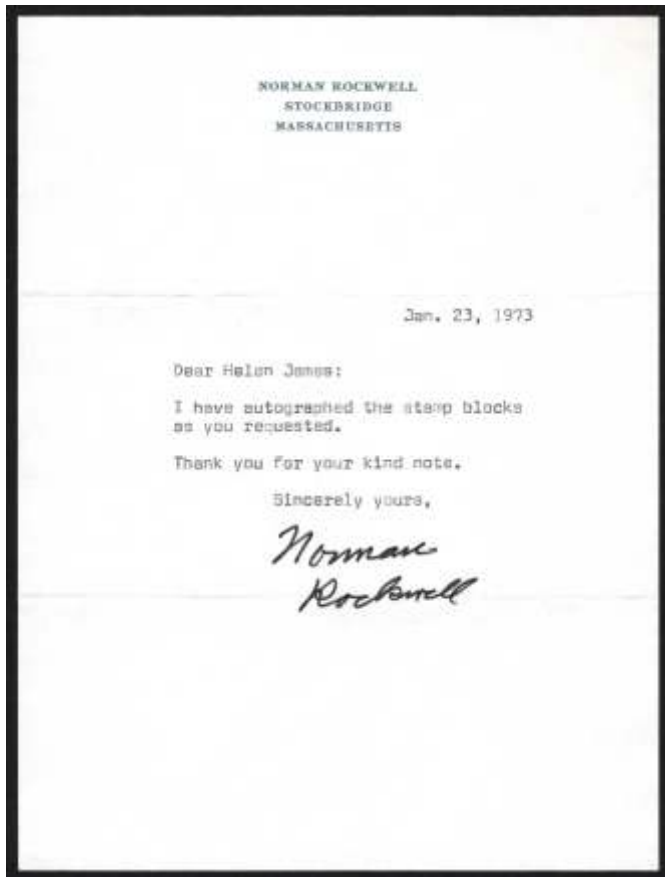 NORMAN ROCKWELL
STOCKBRIDGE
MASSACHUSETTS
Jan. 23, 1973
Dear Helen James:
I have autographed the stamp blocks
as you requested.
Thank you for your kind note.
Sincerely yours,
Norman
Rockwell